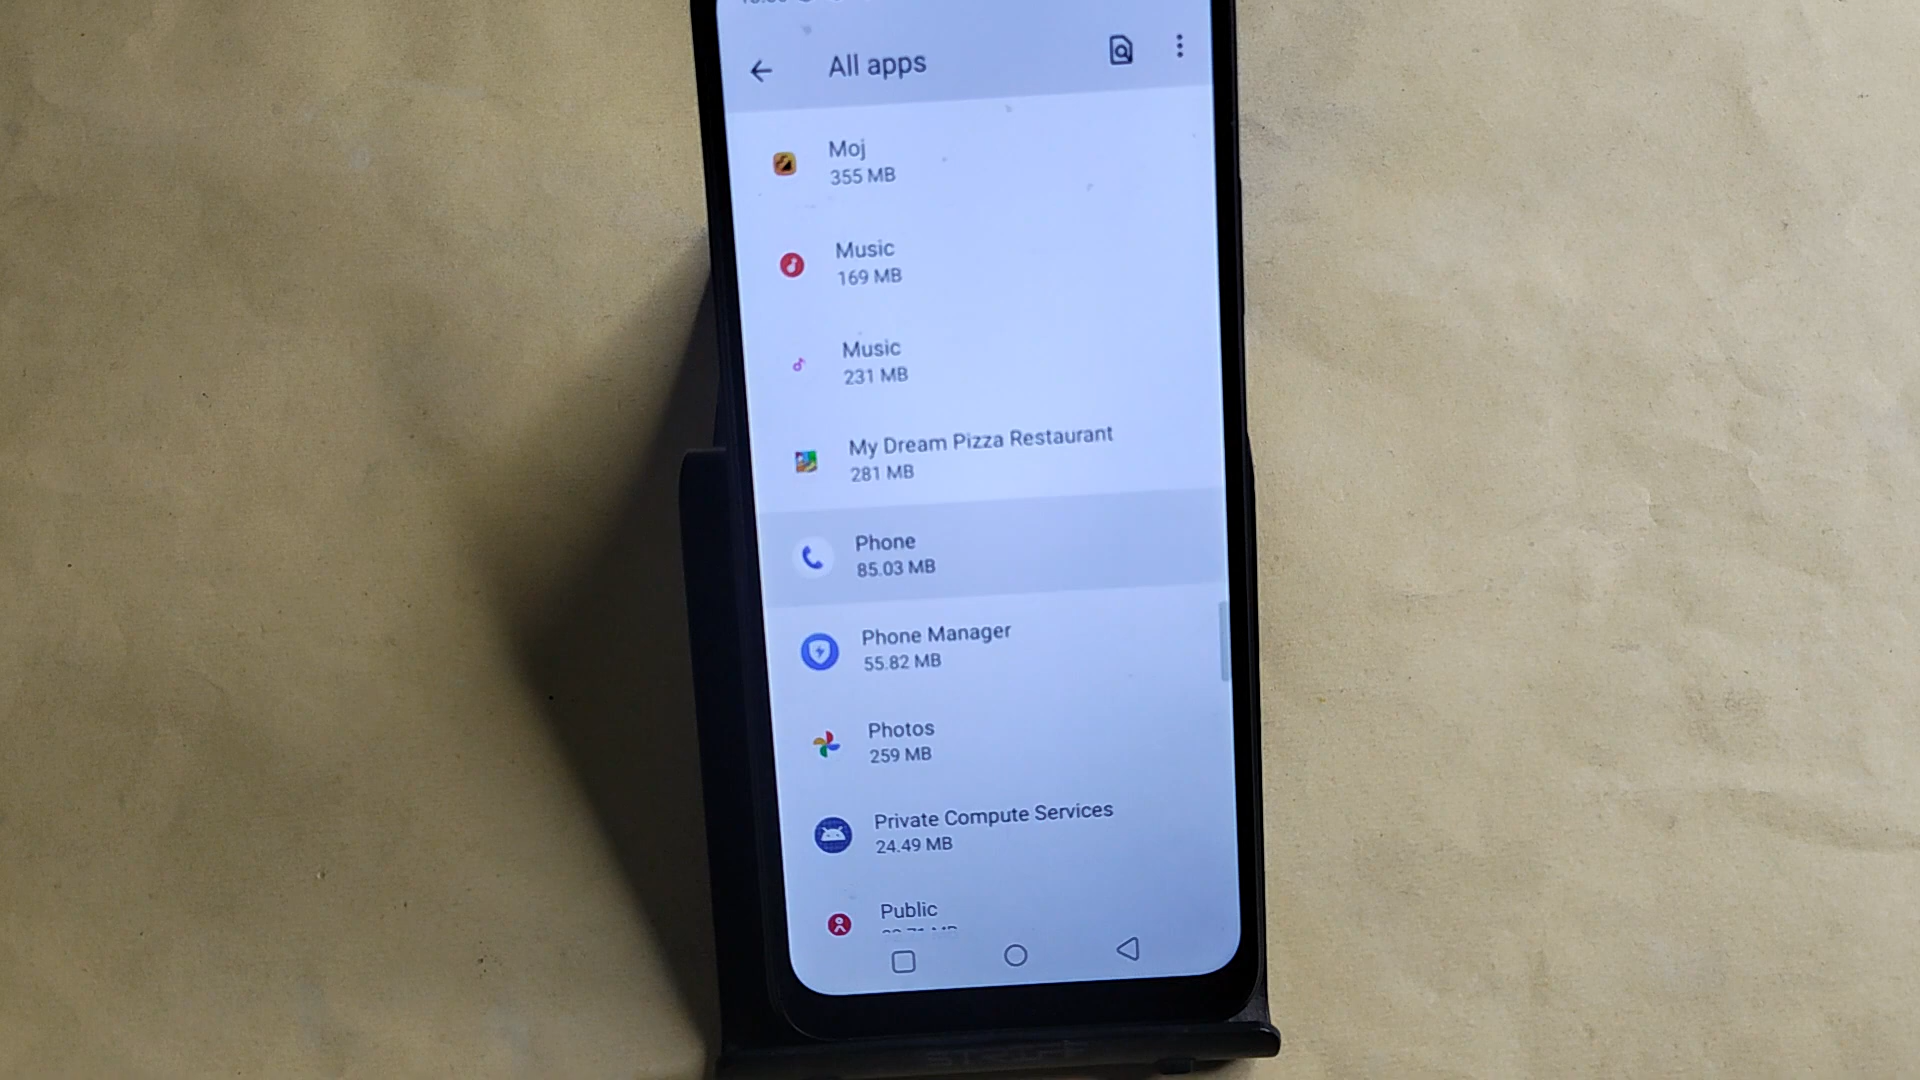 All apps
Moj
355 MB
Music
169 MB
Music
231 MB
My Dream Pizza Restaurant
281 MB
Phone
85.03 MB
Phone Manager
55.82 MB
Photos
259 MB
Private Compute Services
24.49 MB
Public